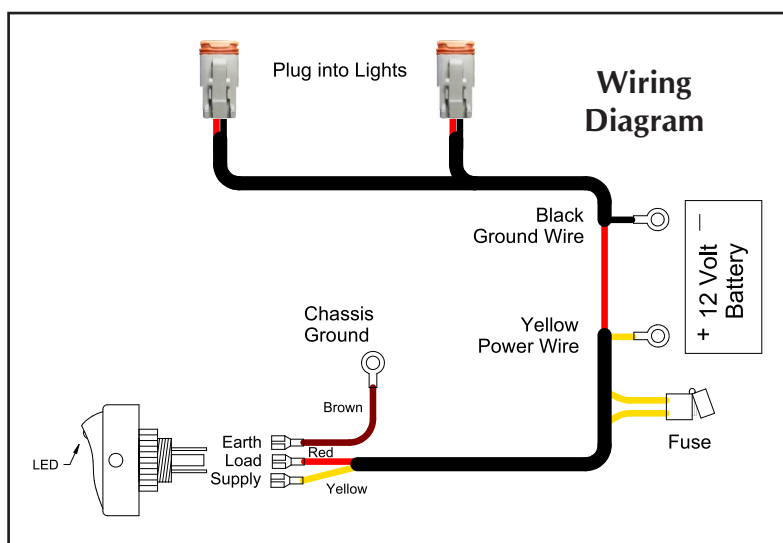 Plug into Lights
Wiring
Diagram
Black
Ground Wire
+ 12 Volt –
Battery
Chassis
Ground
Yellow
Power Wire
Brown
Fuse
LED
Earth
Red
Load
Supply
Yellow